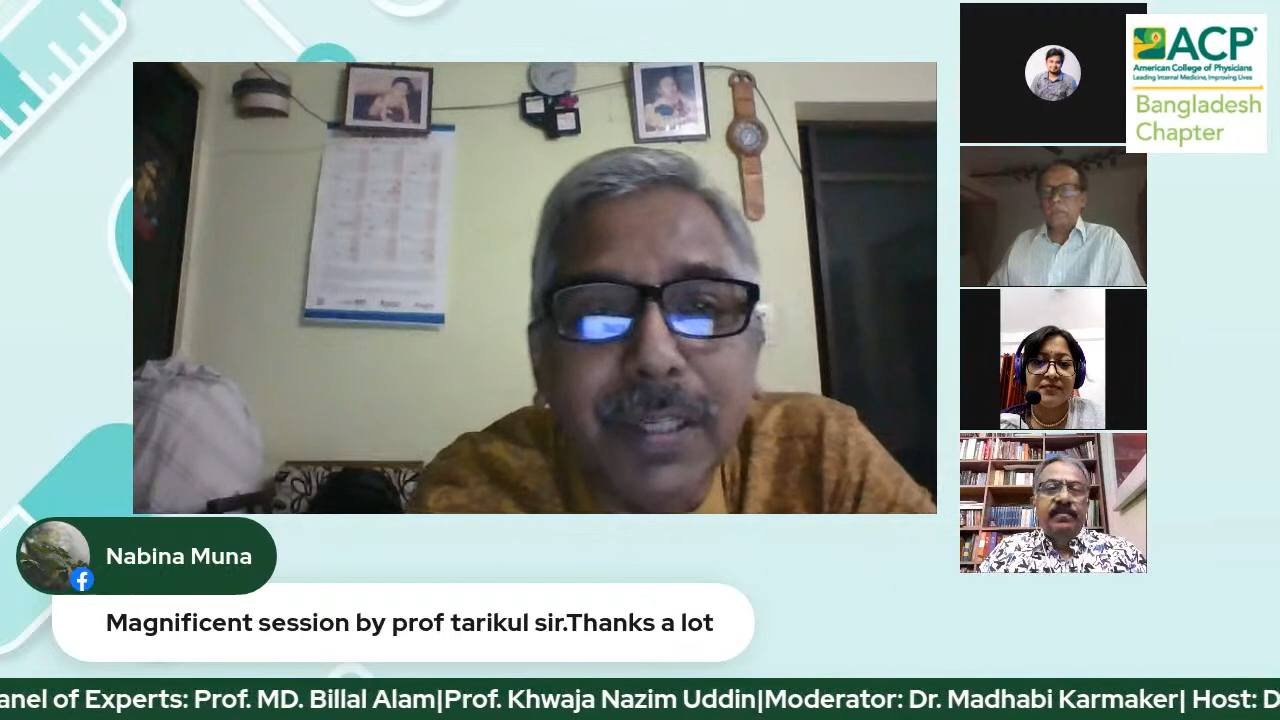 ACP
American College of Physicians
Leading Internal Medicine, Improving Lives
Bangladesh
Chapter
Nabina Muna
Magnificent session by prof tarikul sir.Thanks a lot
anel of Experts: Prof. MD. Billal Alam|Prof. Khwaja Nazim Uddin|Moderator: Dr. Madhabi Karmaker| Host: D